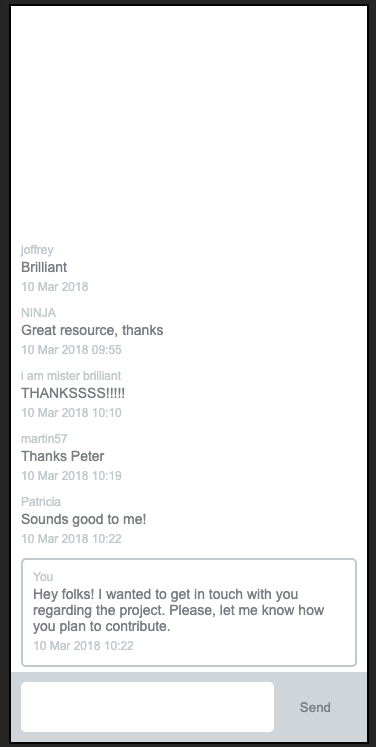 joffrey
Brilliant
10 Mar 2018
NINJA
Great resource, thanks
10 Mar 2018 09:55
i am mister brilliant
THANKSSSS!!!!!
10 Mar 2018 10:10
martin57
Thanks Peter
10 Mar 2018 10:19
Patricia
Sounds good to me!
10 Mar 2018 10:22
You
Hey folks! I wanted to get in touch with you
regarding the project. Please, let me know how
you plan to contribute.
10 Mar 2018 10:22
Send